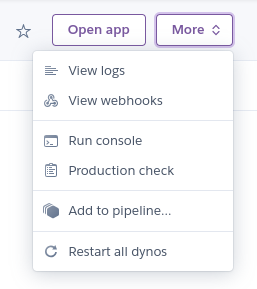 Open app
More
View logs
View webhooks
Run console
Production check
Add to pipeline...
Restart all dynos